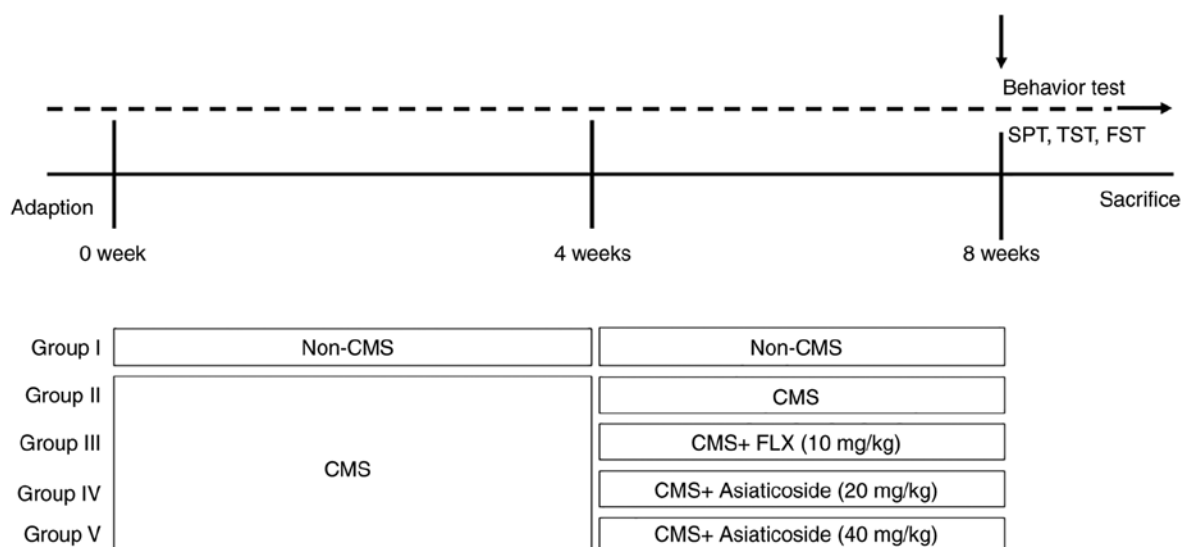 Behavior test
SPT, TST, FST
Adaption
Sacrifice
0 week
4 weeks
8 weeks
Group I
Non-CMS
Non-CMS
Group II
CMS
CMS
Group III
CMS+ FLX (10 mg/kg)
Group IV
CMS+ Asiaticoside (20 mg/kg)
Group V
CMS+ Asiaticoside (40 mg/kg)